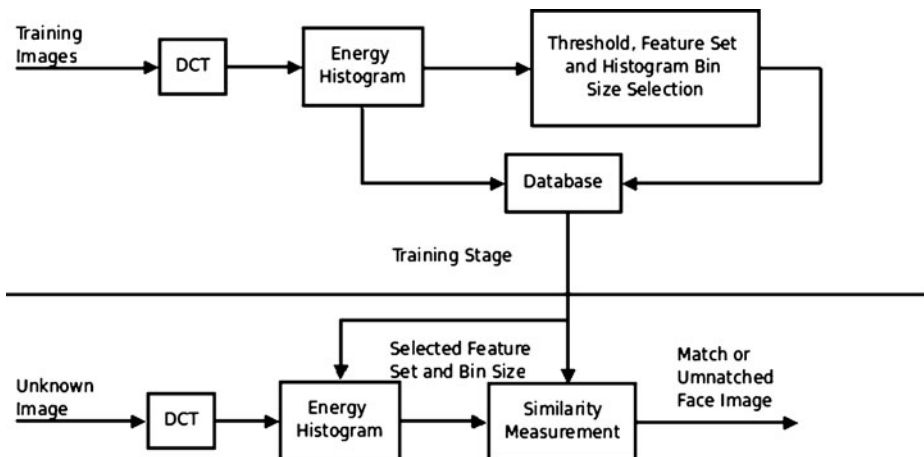 Training
Images
DCT
Energy
Histogram
Threshold, Feature Set
and Histogram Bin
Size Selection
Database
Training Stage
Selected Feature
Set and Bin Size
Match or
Umnatched
Face Image
Unknown
Image
DCT
Energy
Histogram
Similarity
Measurement